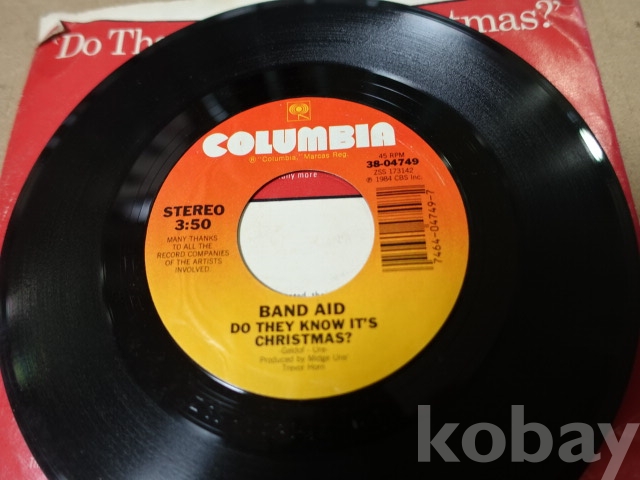 'Do The
tmas?'
COLUMBIA
® "Columbia," Marcas Reg.
45 RPM
38-04749
ZSS 173142
℗ 1984 CBS Inc.
any more
STEREO
3:50
MANY THANKS
TO ALL THE
RECORD COMPANIES
OF THE ARTISTS
INVOLVED.
7464-04749-7
BAND AID
DO THEY KNOW IT'S
CHRISTMAS?
Geldof - Ure
Produced by Midge Ure
Trevor Horn
kobay